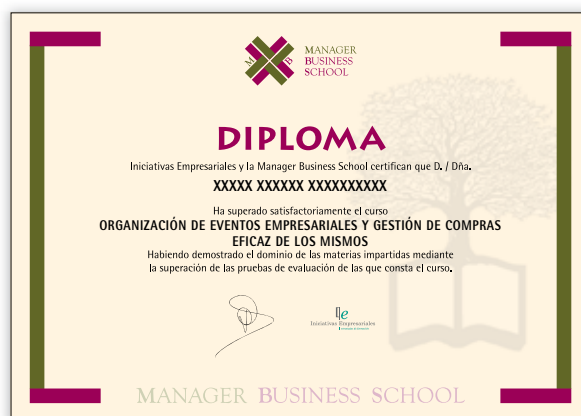 M B
MANAGER
BUSINESS
SCHOOL
DIPLOMA
Iniciativas Empresariales y la Manager Business School certifican que D. / Dña.
XXXXX XXXXXX XXXXXXXXXX
Ha superado satisfactoriamente el curso
ORGANIZACIÓN DE EVENTOS EMPRESARIALES Y GESTIÓN DE COMPRAS
EFICAZ DE LOS MISMOS
Habiendo demostrado el dominio de las materias impartidas mediante
la superación de las pruebas de evaluación de las que consta el curso.
Iniciativas Empresariales
MANAGER BUSINESS SCHOOL